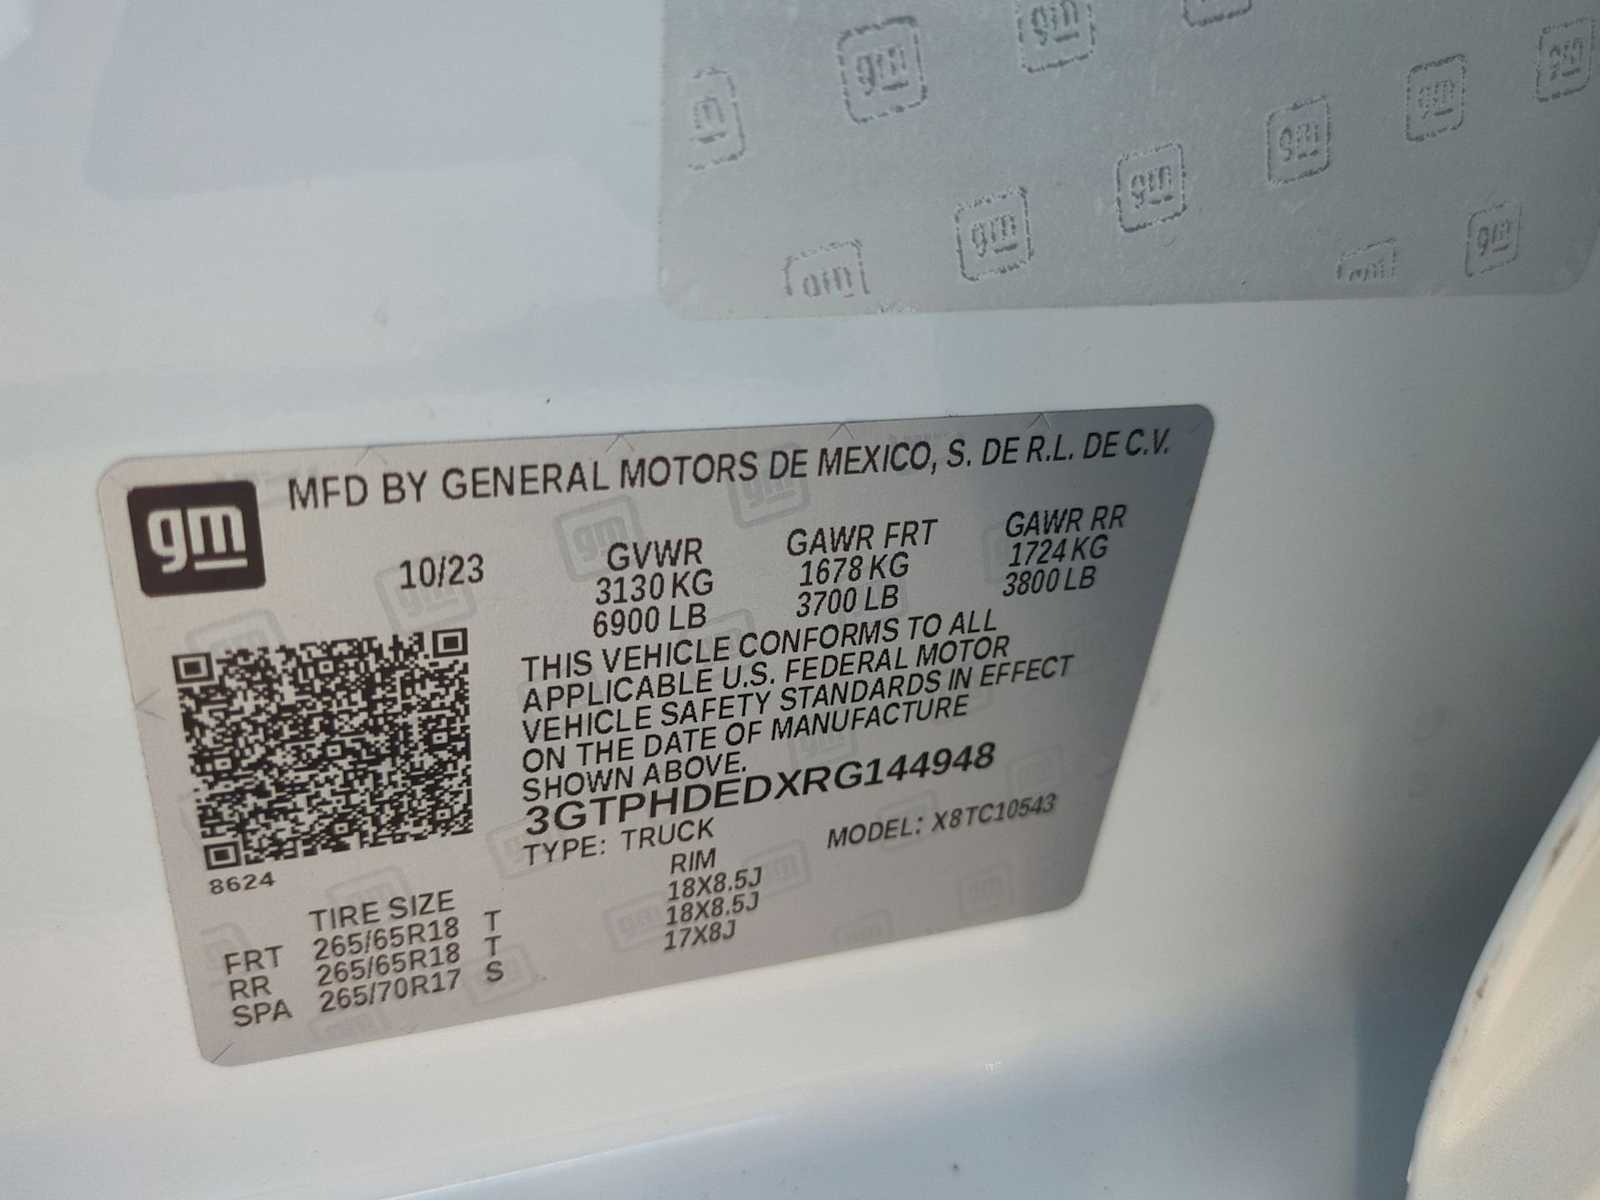 gm
MFD BY GENERAL MOTORS DE MEXICO, S. DE R.L. DE C.V.
10/23
GVWR GAWR FRT GAWR RR
3130 KG 1678 KG 1724 KG
6900 LB 3700 LB 3800 LB
THIS VEHICLE CONFORMS TO ALL
APPLICABLE U.S. FEDERAL MOTOR
VEHICLE SAFETY STANDARDS IN EFFECT
ON THE DATE OF MANUFACTURE
SHOWN ABOVE.
3GTPHDEDXRG144948
TYPE: TRUCK MODEL: X8TC10543
8624
TIRE SIZE RIM
FRT 265/65R18 T 18X8.5J
RR 265/65R18 T 18X8.5J
SPA 265/70R17 S 17X8J